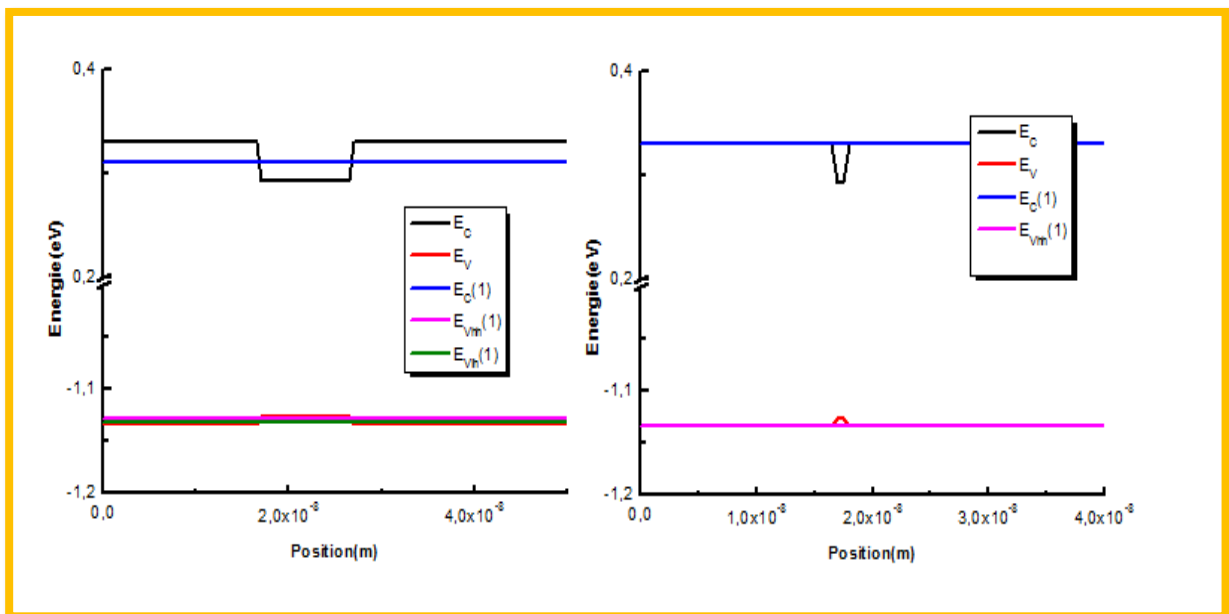 0,4
0,2
-1,1
-1,2
Energie(eV)
E_C
E_V
E_C(1)
E_Vhh(1)
E_Vlh(1)
0,0
2,0x10^-8
4,0x10^-8
Position(m)
0,4
0,2
-1,1
-1,2
Energie(eV)
E_C
E_V
E_C(1)
E_Vhh(1)
0,0
1,0x10^-8
2,0x10^-8
3,0x10^-8
4,0x10^-8
Position(m)